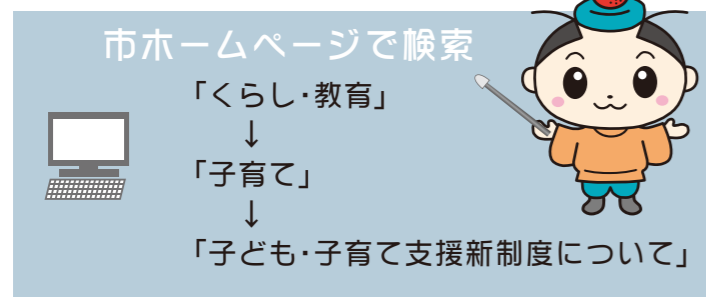 市ホームページで検索
「くらし・教育」
↓
「子育て」
↓
「子ども・子育て支援新制度について」